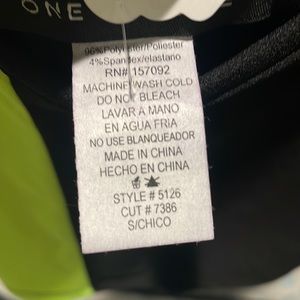 ONE
96%Polyester/Poliester
4%Spandex/elastano
RN# 157092
MACHINE WASH COLD
DO NOT BLEACH
LAVAR A MANO
EN AGUA FRIA
NO USE BLANQUEADOR
MADE IN CHINA
HECHO EN CHINA
STYLE # 5126
CUT # 7386
S/CHICO